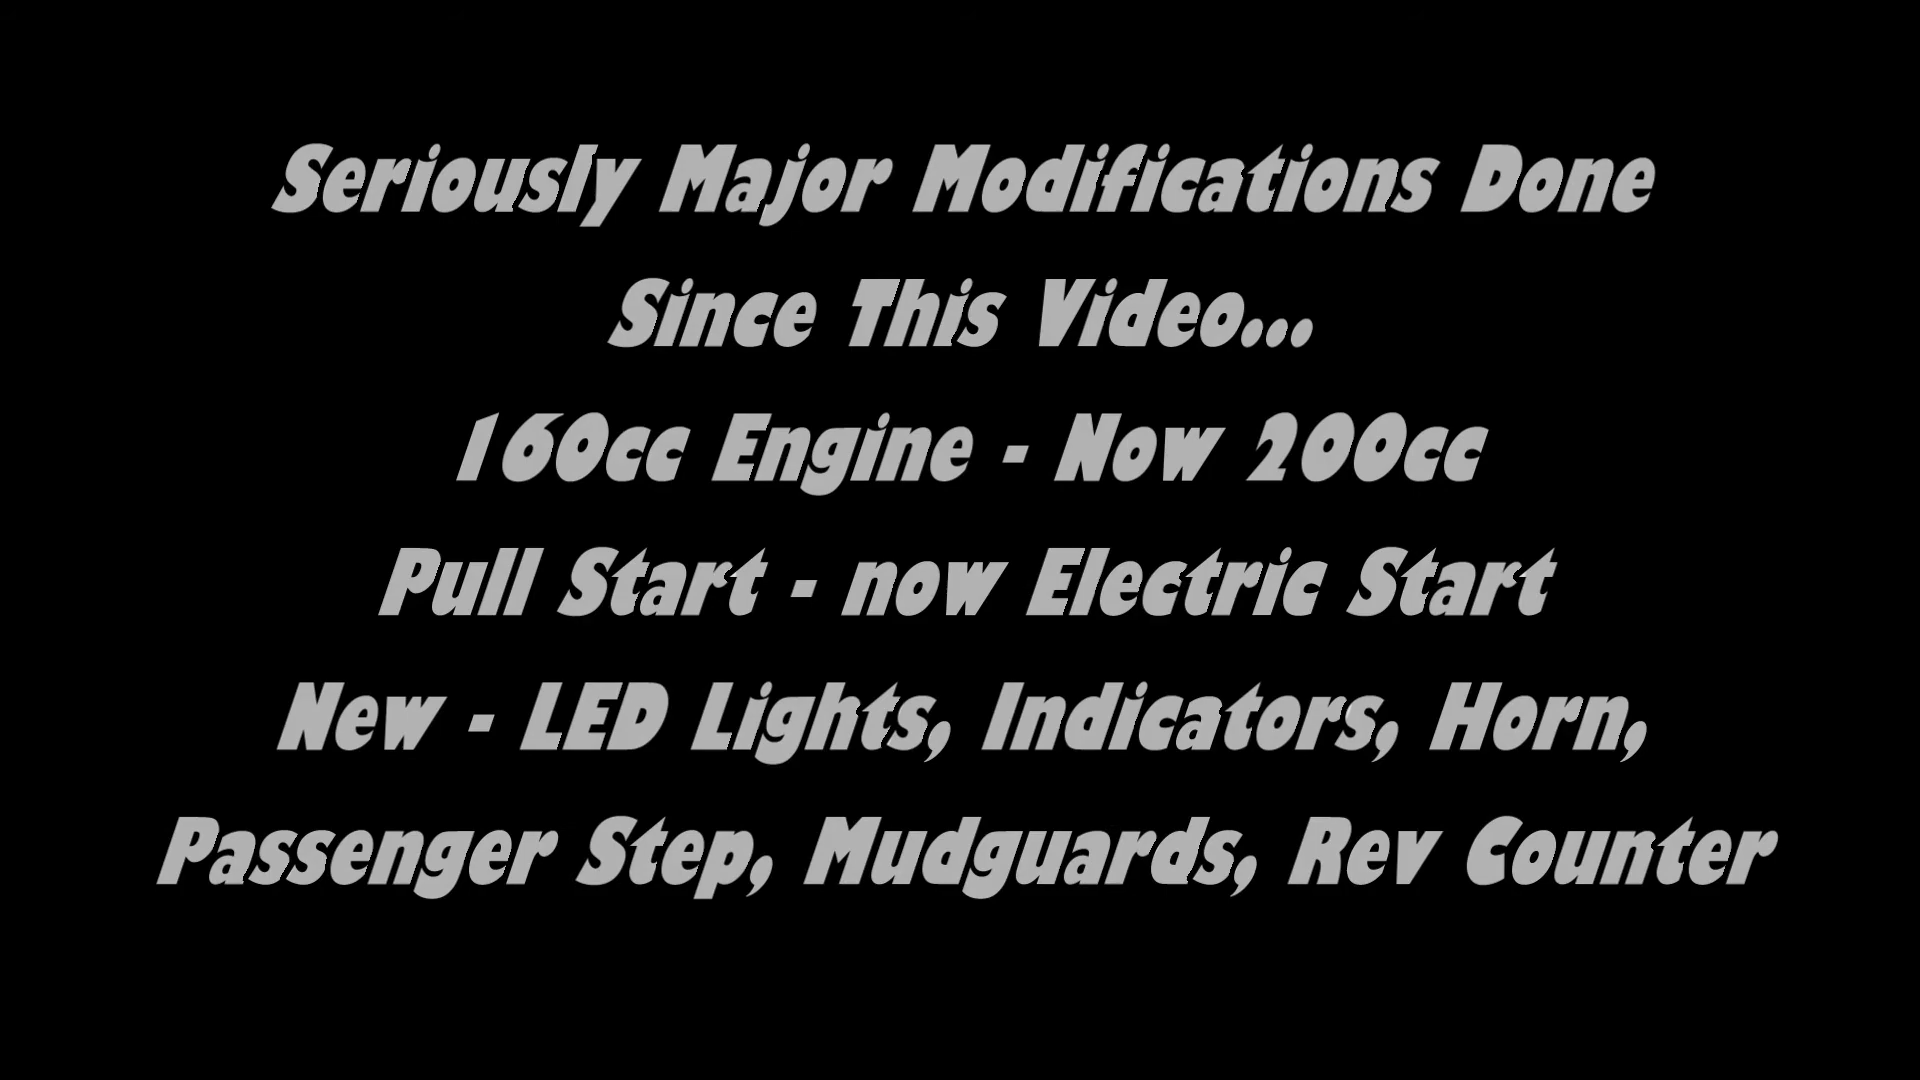 Seriously Major Modifications Done
Since This Video...
160cc Engine - Now 200cc
Pull Start - now Electric Start
New - LED Lights, Indicators, Horn,
Passenger Step, Mudguards, Rev Counter